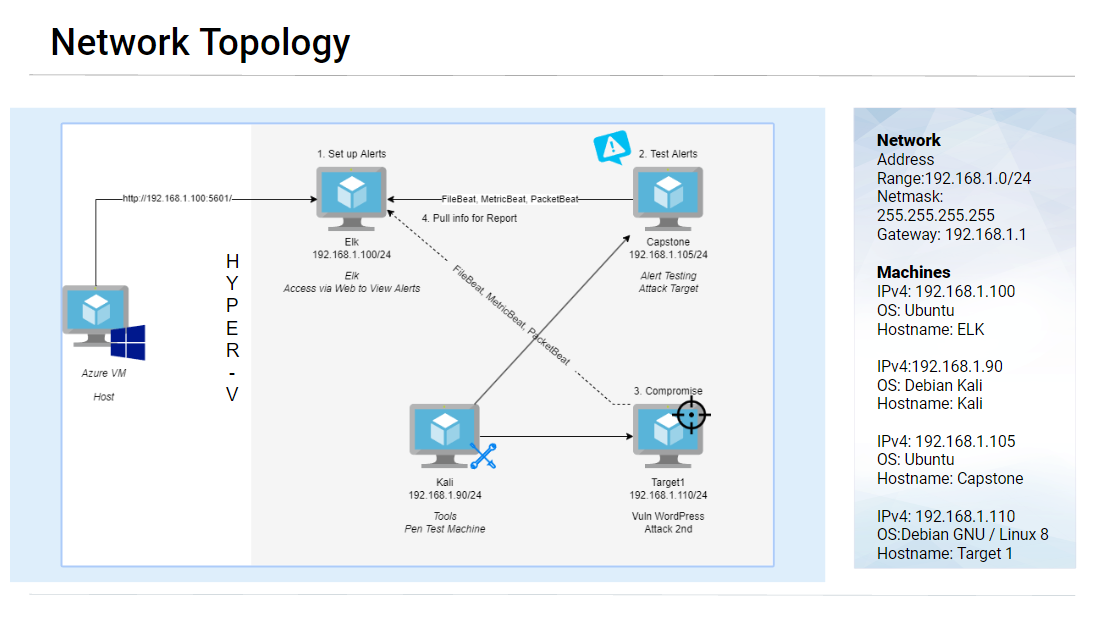 Network Topology
1. Set up Alerts
2. Test Alerts
http://192.168.1.100:5601/
FileBeat, MetricBeat, PacketBeat
4. Pull info for Report
Elk
192.168.1.100/24
Elk
Access via Web to View Alerts
Capstone
192.168.1.105/24
Alert Testing
Attack Target
HYPER-V
FileBeat, MetricBeat, PacketBeat
Azure VM
Host
3. Compromise
Kali
192.168.1.90/24
Tools
Pen Test Machine
Target1
192.168.1.110/24
Vuln WordPress
Attack 2nd
Network
Address
Range:192.168.1.0/24
Netmask:
255.255.255.255
Gateway: 192.168.1.1
Machines
IPv4: 192.168.1.100
OS: Ubuntu
Hostname: ELK
IPv4:192.168.1.90
OS: Debian Kali
Hostname: Kali
IPv4: 192.168.1.105
OS: Ubuntu
Hostname: Capstone
IPv4: 192.168.1.110
OS:Debian GNU / Linux 8
Hostname: Target 1